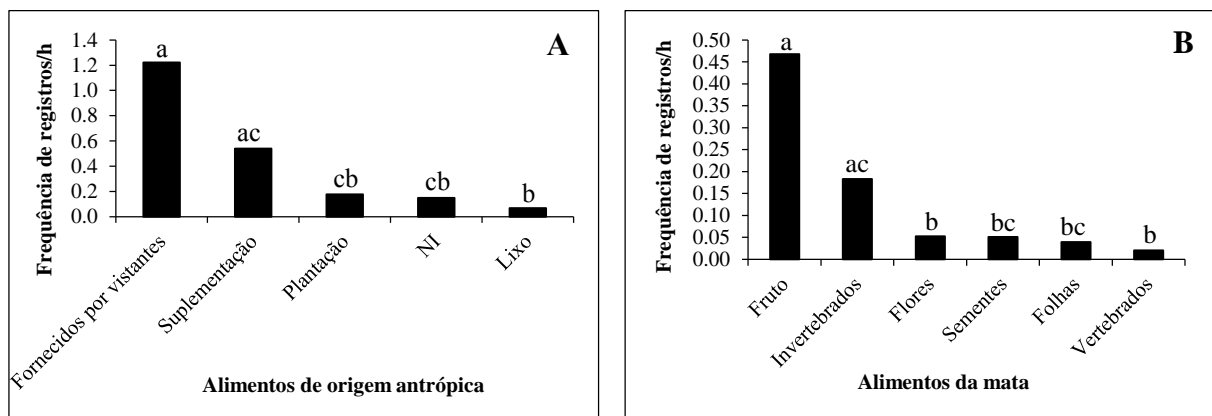 A
Frequência de registros/h
1.4
1.2
1.0
0.8
0.6
0.4
0.2
0.0
a
ac
cb
cb
b
Fornecidos por vistantes
Suplementação
Plantação
NI
Lixo
Alimentos de origem antrópica
B
Frequência de registros/h
0.50
0.45
0.40
0.35
0.30
0.25
0.20
0.15
0.10
0.05
0.00
a
ac
b
bc
bc
b
Fruto
Invertebrados
Flores
Sementes
Folhas
Vertebrados
Alimentos da mata